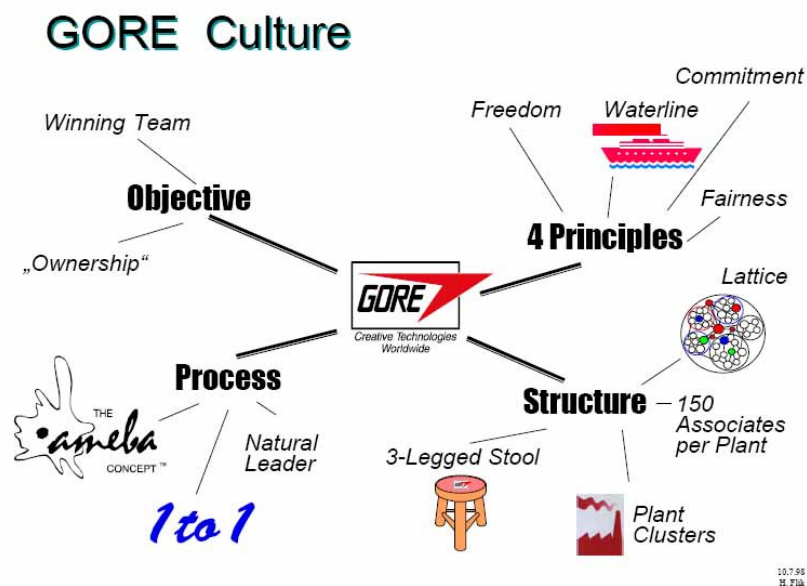 GORE Culture
Winning Team
Objective
„Ownership“
Freedom
Waterline
Commitment
Fairness
4 Principles
GORE
Creative Technologies
Worldwide
Process
THE
ameba
CONCEPT ™
1 to 1
Natural
Leader
Lattice
Structure
150
Associates
per Plant
3-Legged Stool
Plant
Clusters
10.7.98